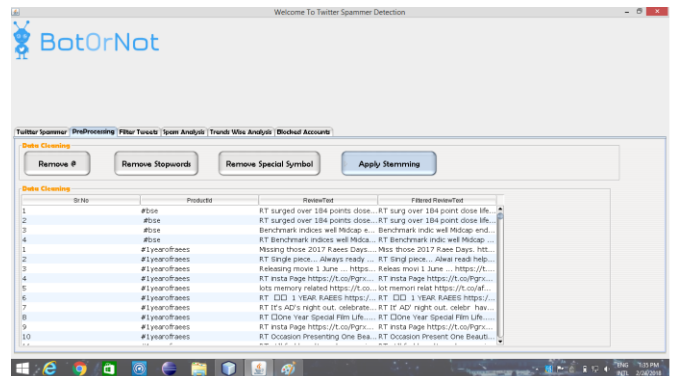 Welcome To Twitter Spammer Detection
BotOrNot
Twitter Spammer PreProcessing Filter Tweets Spam Analysis Trends Wise Analysis Blocked Accounts
Data Cleaning
Remove # Remove Stopwords Remove Special Symbol Apply Stemming
Data Cleaning
Sr.No ProductId ReviewText Filtered ReviewText
1 #bse RT surged over 184 points close... RT surg over 184 point close life...
2 #bse RT surged over 184 points close... RT surg over 184 point close life...
3 #bse Benchmark indices well Midcap e... Benchmark indic well Midcap end...
4 #bse RT Benchmark indices well Midca... RT Benchmark indic well Midcap ...
1 #1yearofraees Missing those 2017 Raees Days.... Miss those 2017 Raees Days. htt...
2 #1yearofraees RT Singl piece... Always ready ... RT Singl piece... Alwai readi help...
3 #1yearofraees Releasing movie 1 June ... https... Releas movi 1 June ... https://t....
4 #1yearofraees RT insta Page https://t.co/Pgrx... RT insta Page https://t.co/Pgrx....
5 #1yearofraees lots memory related https://t.co... lot memori relat https://t.co/af...
6 #1yearofraees RT □□ 1 YEAR RAEES https:/... RT □□ 1 YEAR RAEES https:/...
7 #1yearofraees RT It's AD's night out. celebrate... RT It' AD' night out. celebr hav...
8 #1yearofraees RT □One Year Special Film Life..... RT □One Year Special Film Life.....
9 #1yearofraees RT insta Page https://t.co/Pgrx... RT insta Page https://t.co/Pgrx....
10 #1yearofraees RT Occasion Presenting One Bea... RT Occasion Present One Beauti...
ENG 5:35 PM
INTL 2/24/2018